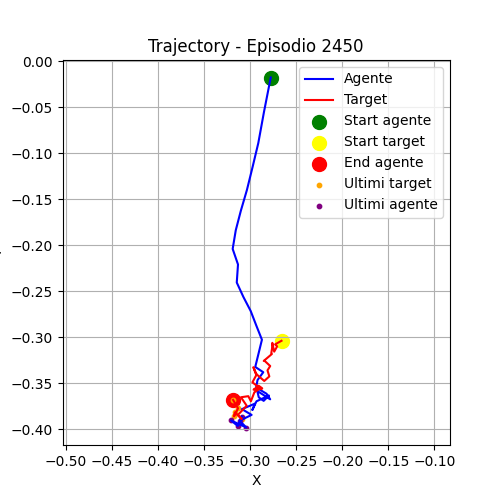 Trajectory - Episodio 2450
0.00
−0.05
−0.10
−0.15
−0.20
−0.25
−0.30
−0.35
−0.40
Agente
Target
Start agente
Start target
End agente
Ultimi target
Ultimi agente
−0.50 −0.45 −0.40 −0.35 −0.30 −0.25 −0.20 −0.15 −0.10
X